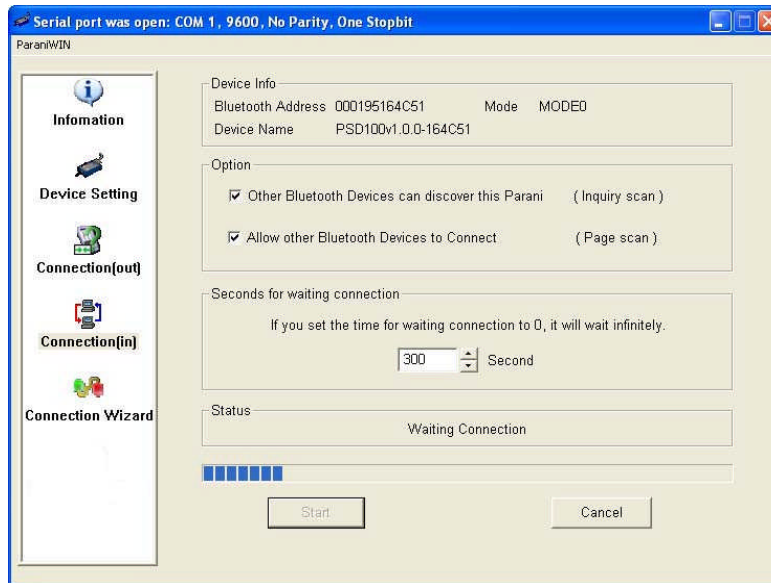 Serial port was open: COM 1, 9600, No Parity, One Stopbit
ParaniWIN
Infomation
Device Setting
Connection(out)
Connection(in)
Connection Wizard
Device Info
Bluetooth Address 000195164C51 Mode MODE0
Device Name PSD100v1.0.0-164C51
Option
Other Bluetooth Devices can discover this Parani ( Inquiry scan )
Allow other Bluetooth Devices to Connect ( Page scan )
Seconds for waiting connection
If you set the time for waiting connection to 0, it will wait infinitely.
300 Second
Status
Waiting Connection
Start Cancel